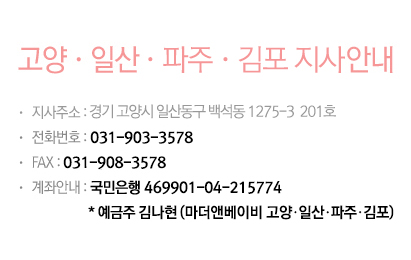 고양 · 일산 · 파주 · 김포 지사안내
· 지사주소 : 경기 고양시 일산동구 백석동 1275-3 201호
· 전화번호 : 031-903-3578
· FAX : 031-908-3578
· 계좌안내 : 국민은행 469901-04-215774
* 예금주 김나현 (마더앤베이비 고양·일산·파주·김포)